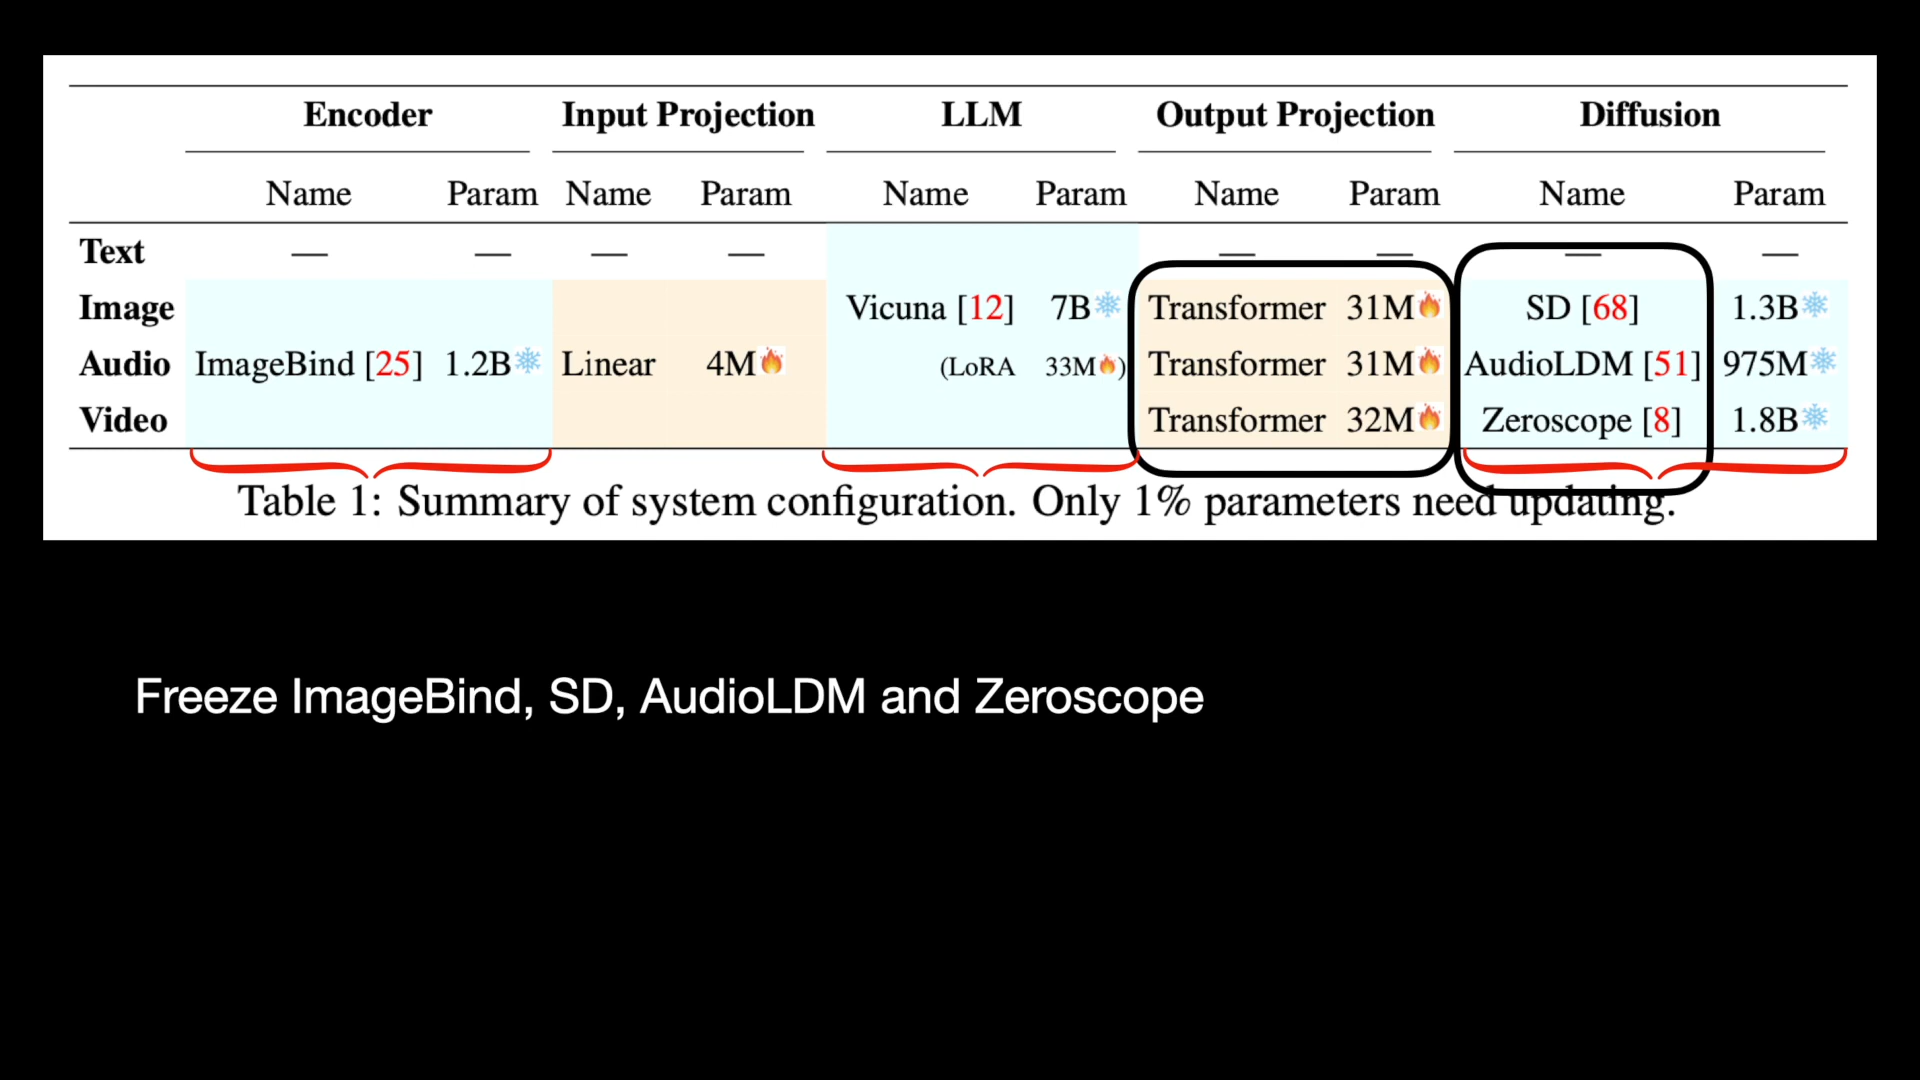 Encoder Input Projection LLM Output Projection Diffusion
Name Param Name Param Name Param Name Param Name Param
Text — — — — — — — —
Image Vicuna [12] 7B❄️ Transformer 31M🔥 SD [68] 1.3B❄️
Audio ImageBind [25] 1.2B❄️ Linear 4M🔥 (LoRA 33M🔥) Transformer 31M🔥 AudioLDM [51] 975M❄️
Video Transformer 32M🔥 Zeroscope [8] 1.8B❄️
Table 1: Summary of system configuration. Only 1% parameters need updating.
Freeze ImageBind, SD, AudioLDM and Zeroscope